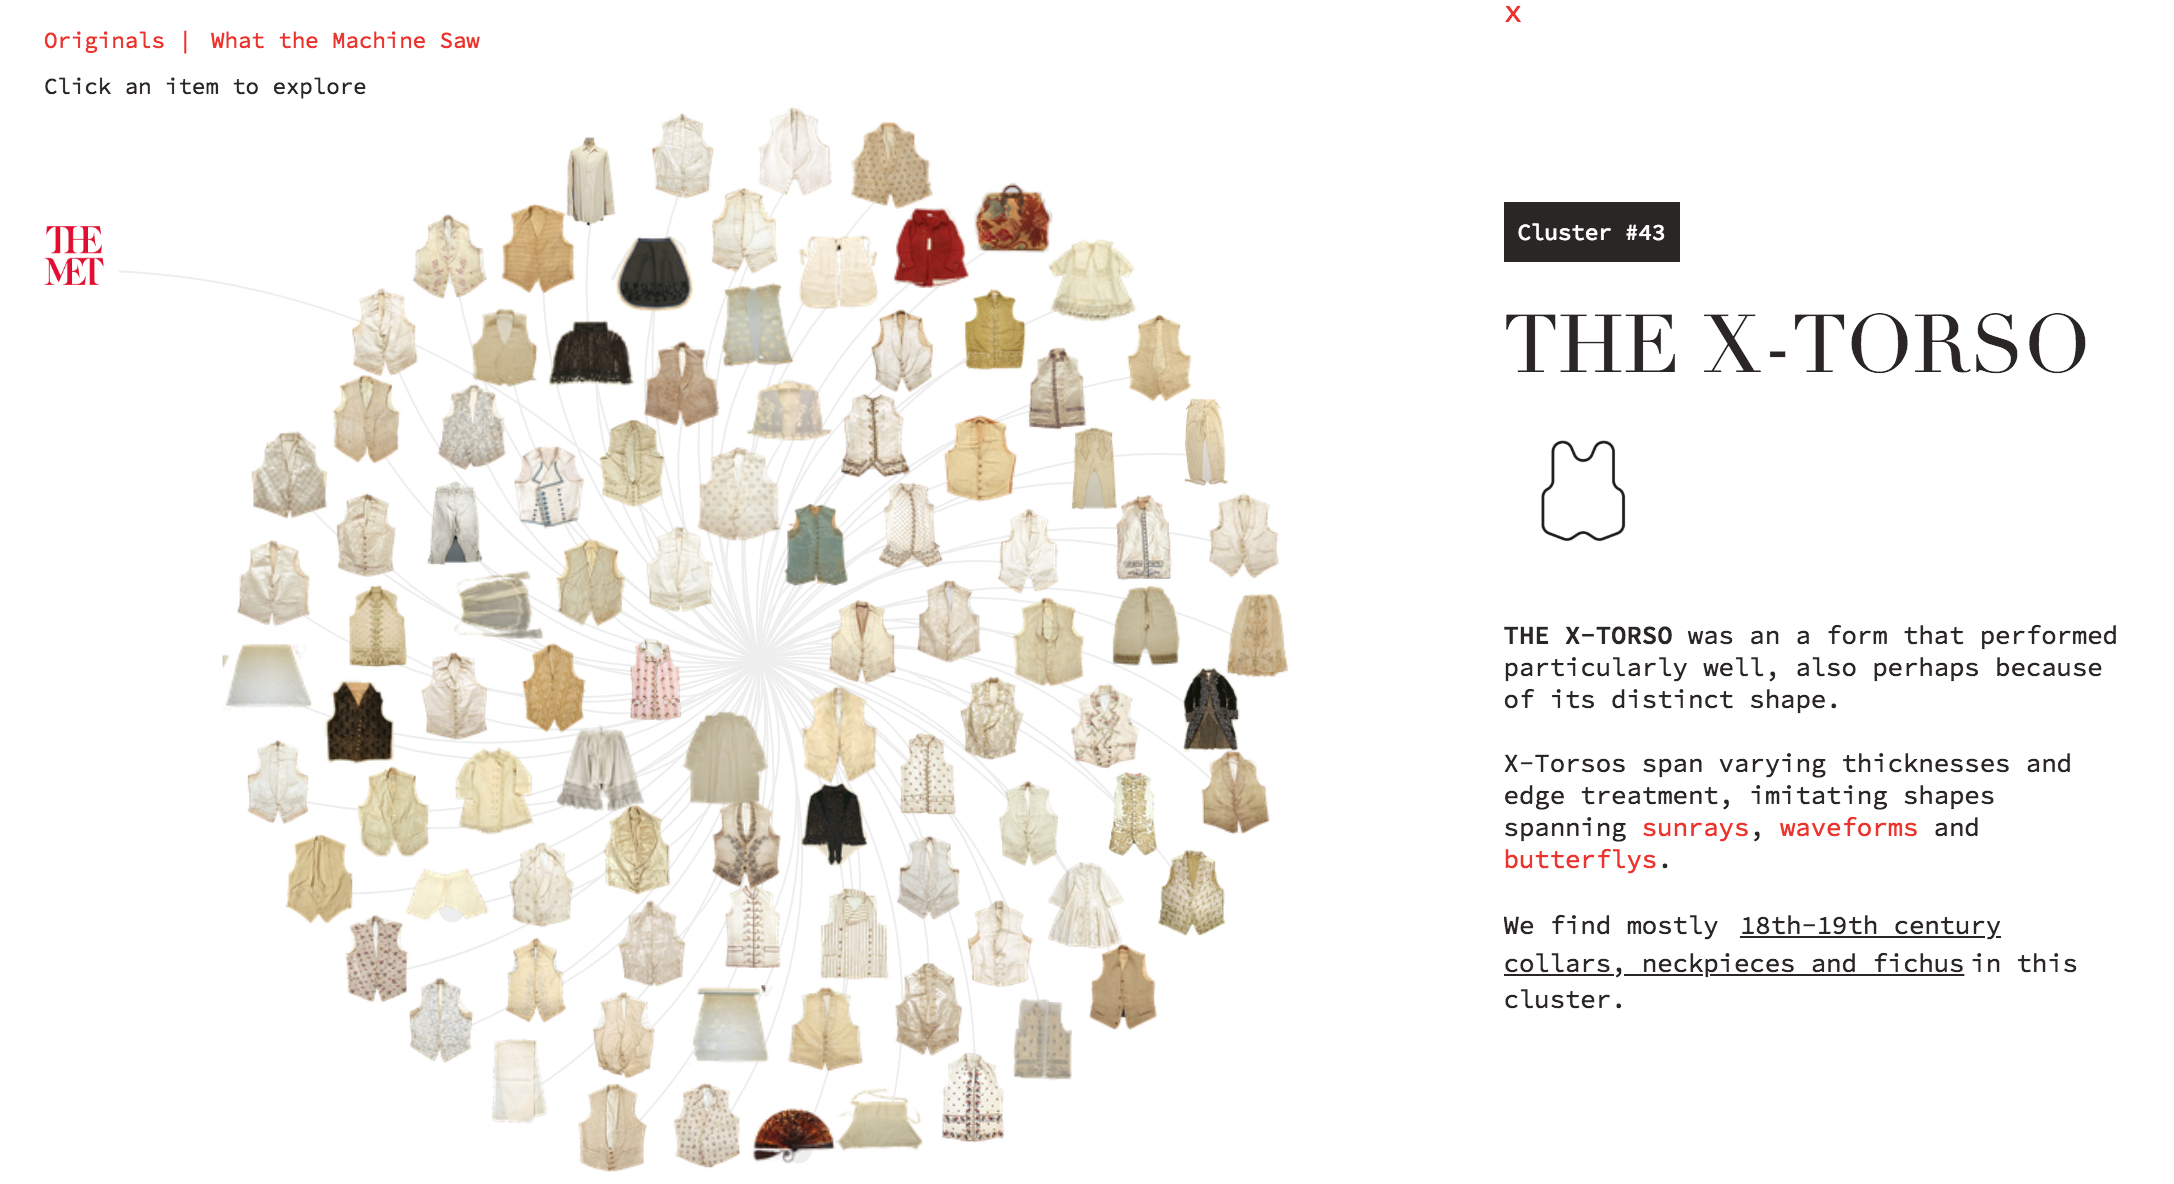 Originals | What the Machine Saw
Click an item to explore
THE
MET
X
Cluster #43
THE X-TORSO
THE X-TORSO was an a form that performed
particularly well, also perhaps because
of its distinct shape.
X-Torsos span varying thicknesses and
edge treatment, imitating shapes
spanning sunrays, waveforms and
butterflys.
We find mostly 18th-19th century
collars, neckpieces and fichus in this
cluster.